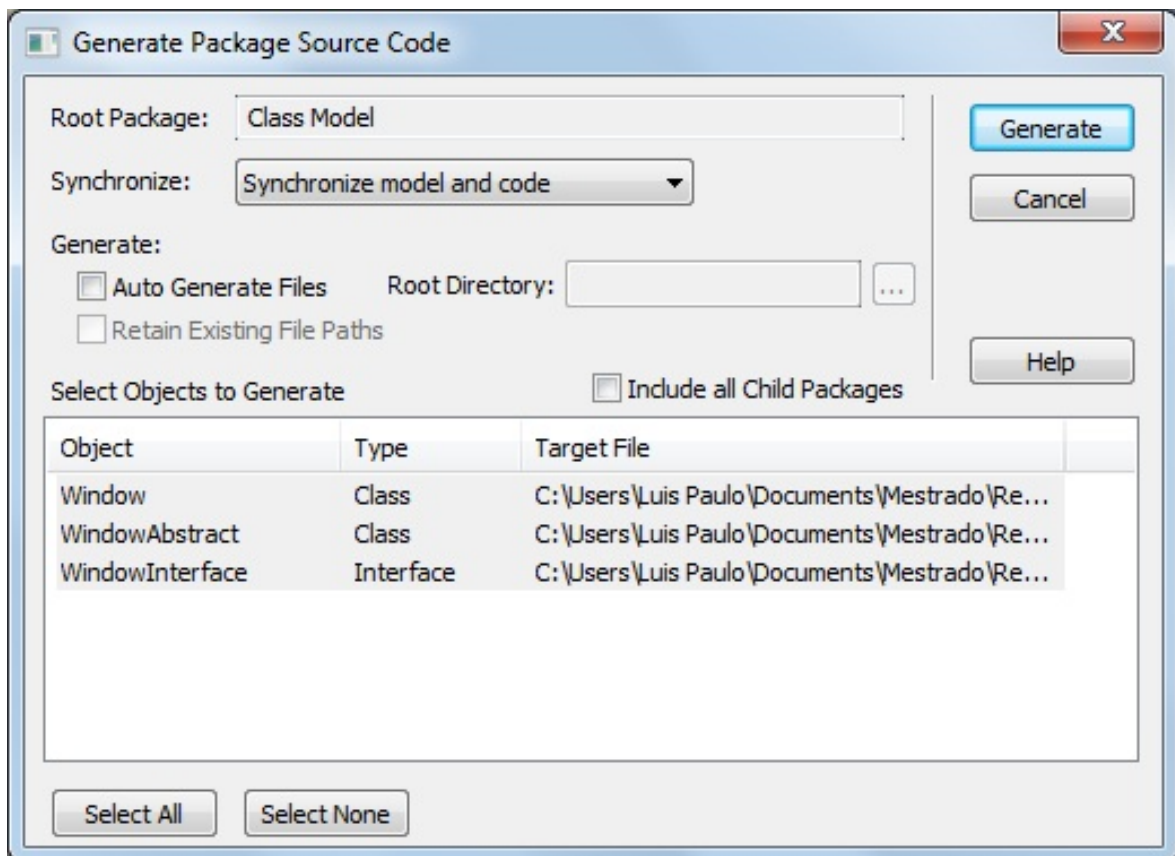 Generate Package Source Code
Root Package: Class Model
Generate
Synchronize: Synchronize model and code
Cancel
Generate:
Auto Generate Files Root Directory: ...
Retain Existing File Paths
Help
Select Objects to Generate Include all Child Packages
Object Type Target File
Window Class C:\Users\Luis Paulo\Documents\Mestrado\Re...
WindowAbstract Class C:\Users\Luis Paulo\Documents\Mestrado\Re...
WindowInterface Interface C:\Users\Luis Paulo\Documents\Mestrado\Re...
Select All Select None